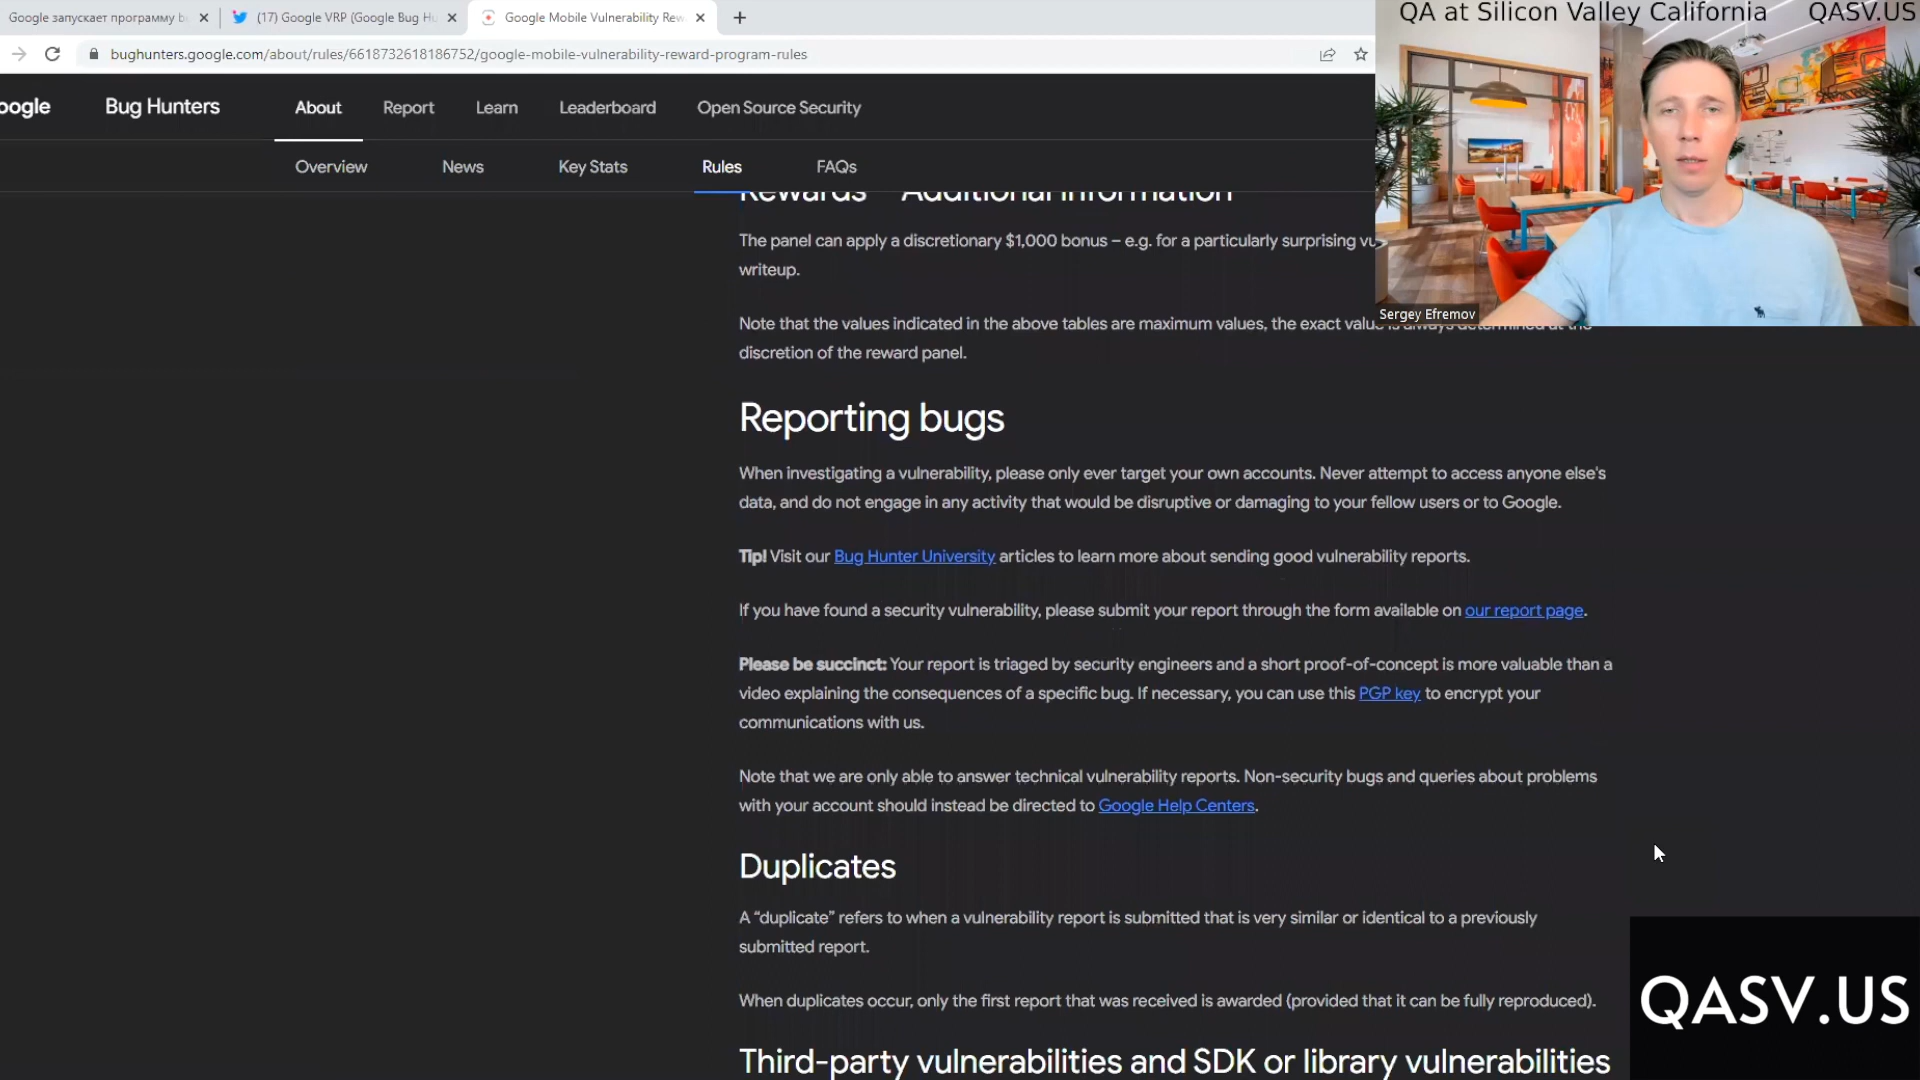 Google запускает программу
(17) Google VRP (Google Bug
Google Mobile Vulnerability
bughunters.google.com/about/rules/6618732618186752/google-mobile-vulnerability-reward-program-rules
QA at Silicon Valley California QASV.US
oogle Bug Hunters About Report Learn Leaderboard Open Source Security
Overview News Key Stats Rules FAQs
Rewards – Additional information
The panel can apply a discretionary $1,000 bonus – e.g. for a particularly surprising
writeup.
Sergey Efremov
Note that the values indicated in the above tables are maximum values, the exact value is always determined at the
discretion of the reward panel.
Reporting bugs
When investigating a vulnerability, please only ever target your own accounts. Never attempt to access anyone else's
data, and do not engage in any activity that would be disruptive or damaging to your fellow users or to Google.
Tip! Visit our Bug Hunter University articles to learn more about sending good vulnerability reports.
If you have found a security vulnerability, please submit your report through the form available on our report page.
Please be succinct: Your report is triaged by security engineers and a short proof-of-concept is more valuable than a
video explaining the consequences of a specific bug. If necessary, you can use this PGP key to encrypt your
communications with us.
Note that we are only able to answer technical vulnerability reports. Non-security bugs and queries about problems
with your account should instead be directed to Google Help Centers.
Duplicates
A “duplicate” refers to when a vulnerability report is submitted that is very similar or identical to a previously
submitted report.
When duplicates occur, only the first report that was received is awarded (provided that it can be fully reproduced).
Third-party vulnerabilities and SDK or library vulnerabilities
QASV.US